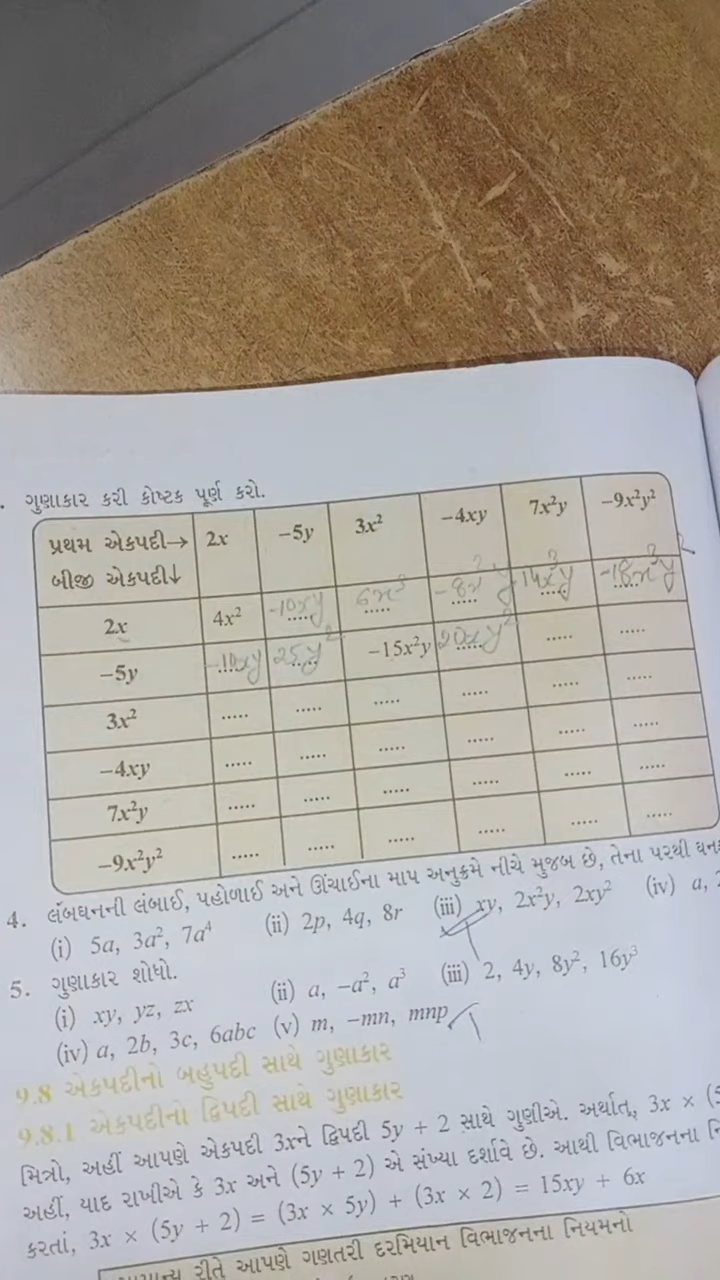 . ગુણાકાર કરી કોષ્ટક પૂર્ણ કરો.
પ્રથમ એકપદી→ 2x -5y 3x² -4xy 7x²y -9x²y²
બીજી એકપદી↓
2x 4x² -10xy 6x³ -8x²y 14x³y -18x³y²
-5y -10xy 25y² -15x²y 20xy² ..... .....
3x² ..... ..... ..... ..... ..... .....
-4xy ..... ..... ..... ..... ..... .....
7x²y ..... ..... ..... ..... ..... .....
-9x²y² ..... ..... ..... ..... ..... .....
4. લંબઘનની લંબાઈ, પહોળાઈ અને ઊંચાઈના માપ અનુક્રમે નીચે મુજબ છે, તેના પરથી
(i) 5a, 3a², 7a⁴ (ii) 2p, 4q, 8r (iii) xy, 2x²y, 2xy² (iv) a,
5. ગુણાકાર શોધો.
(i) xy, yz, zx (ii) a, -a², a³ (iii) 2, 4y, 8y², 16y³
(iv) a, 2b, 3c, 6abc (v) m, -mn, mnp
9.8 એકપદીનો બહુપદી સાથે ગુણાકાર
9.8.1 એકપદીનો દ્વિપદી સાથે ગુણાકાર
મિત્રો, અહીં આપણે એકપદી 3xને દ્વિપદી 5y + 2 સાથે ગુણીએ. અર્થાત્, 3x × (5
અહીં, યાદ રાખીએ કે 3x અને (5y + 2) એ સંખ્યા દર્શાવે છે. આથી વિભાજનના
કરતાં, 3x × (5y + 2) = (3x × 5y) + (3x × 2) = 15xy + 6x
રીતે આપણે ગણતરી દરમિયાન વિભાજનના નિયમનો